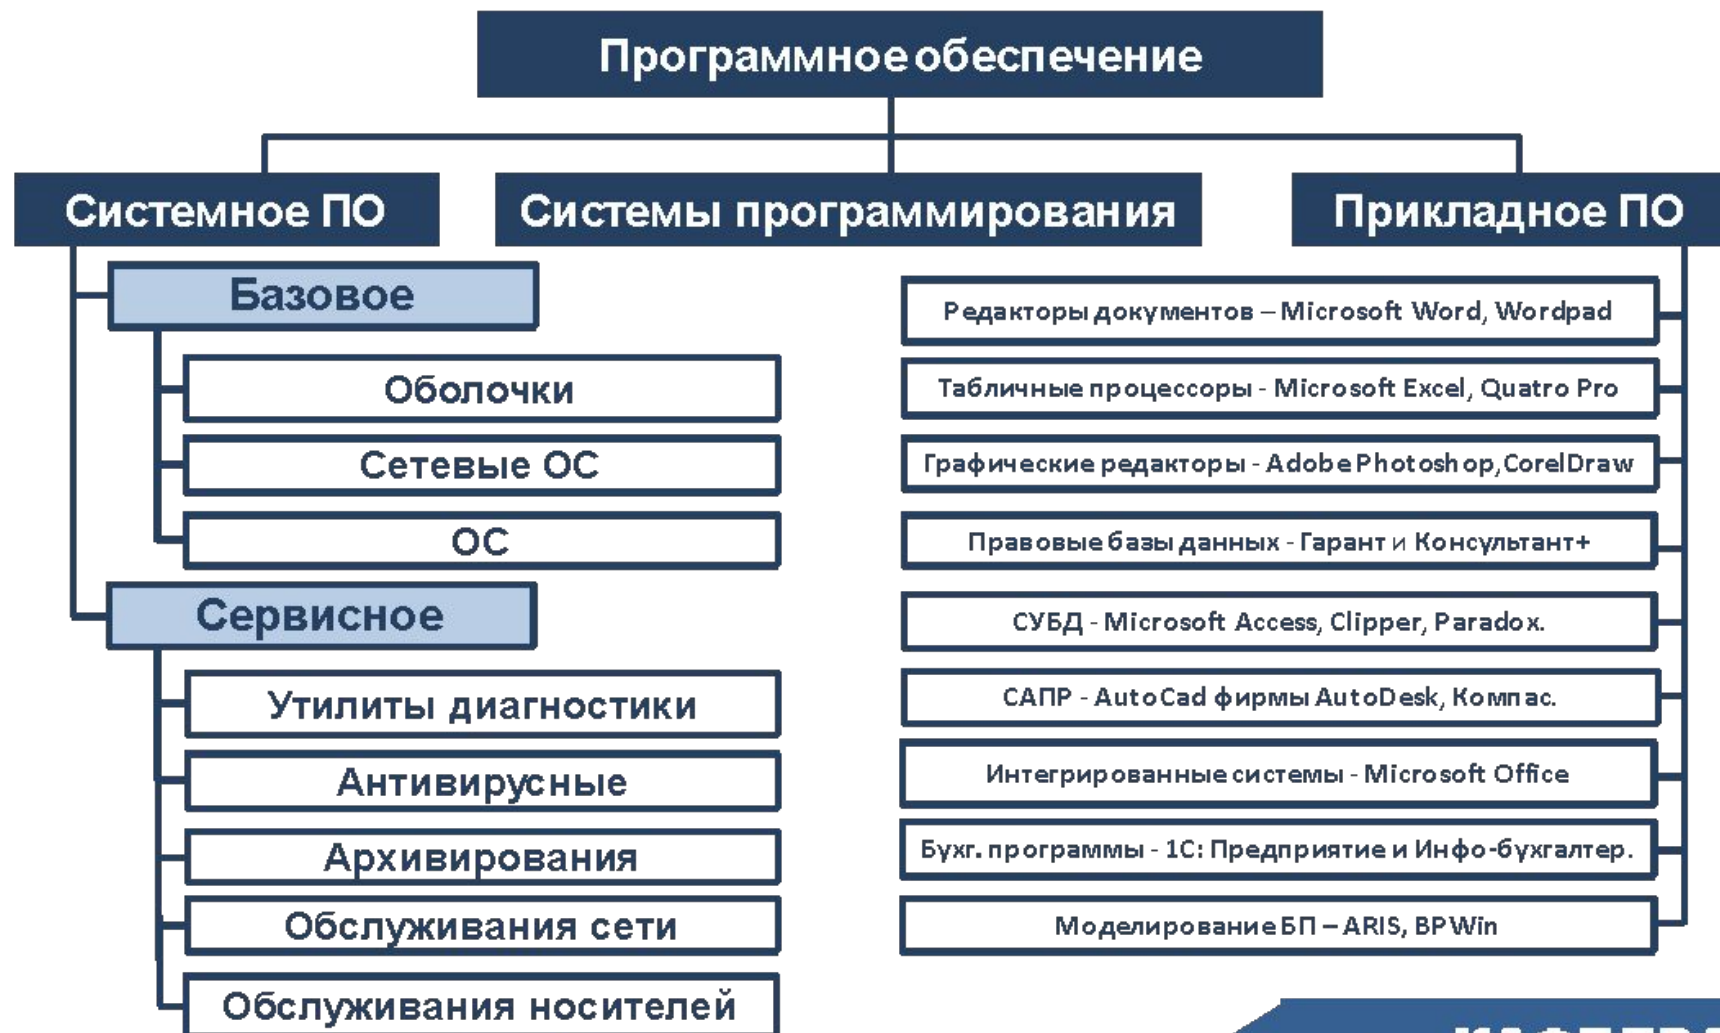 Программное обеспечение
Системное ПО
Системы программирования
Прикладное ПО
Базовое
Оболочки
Сетевые ОС
ОС
Сервисное
Утилиты диагностики
Антивирусные
Архивирования
Обслуживания сети
Обслуживания носителей
Редакторы документов – Microsoft Word, Wordpad
Табличные процессоры - Microsoft Excel, Quatro Pro
Графические редакторы - Adobe Photoshop,CorelDraw
Правовые базы данных - Гарант и Консультант+
СУБД - Microsoft Access, Clipper, Paradox.
САПР - AutoCad фирмы AutoDesk, Компас.
Интегрированные системы - Microsoft Office
Бухг. программы - 1С: Предприятие и Инфо-бухгалтер.
Моделирование БП – ARIS, BPWin